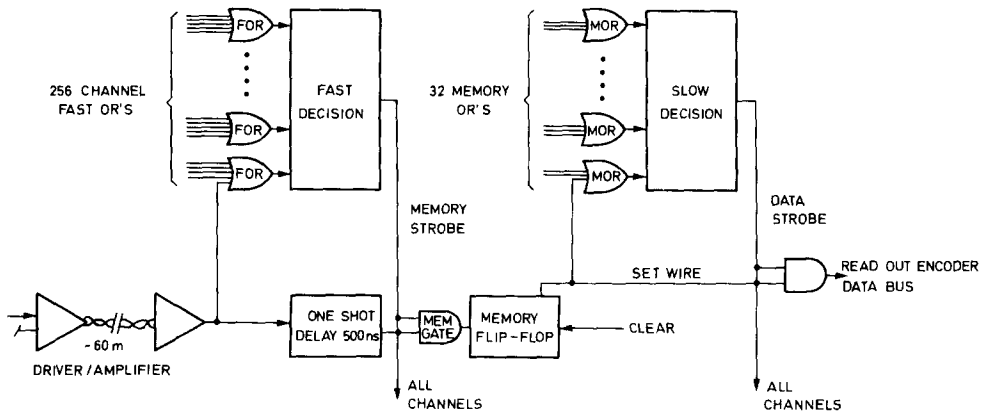 FOR
FOR
FOR
256 CHANNEL
FAST OR'S
FAST
DECISION
MOR
MOR
MOR
32 MEMORY
OR'S
SLOW
DECISION
MEMORY
STROBE
DATA
STROBE
~60 m
DRIVER/AMPLIFIER
ONE SHOT
DELAY 500 ns
MEM
GATE
MEMORY
FLIP-FLOP
SET WIRE
CLEAR
READ OUT ENCODER
DATA BUS
ALL
CHANNELS
ALL
CHANNELS